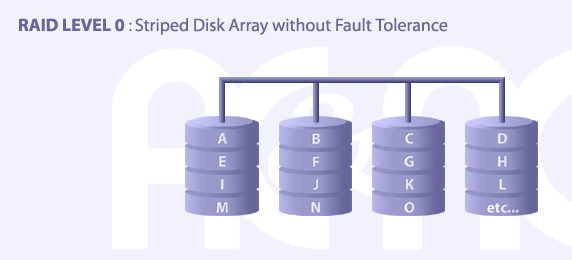 RAID LEVEL 0 : Striped Disk Array without Fault Tolerance
A B C D
E F G H
I J K L
M N O etc...